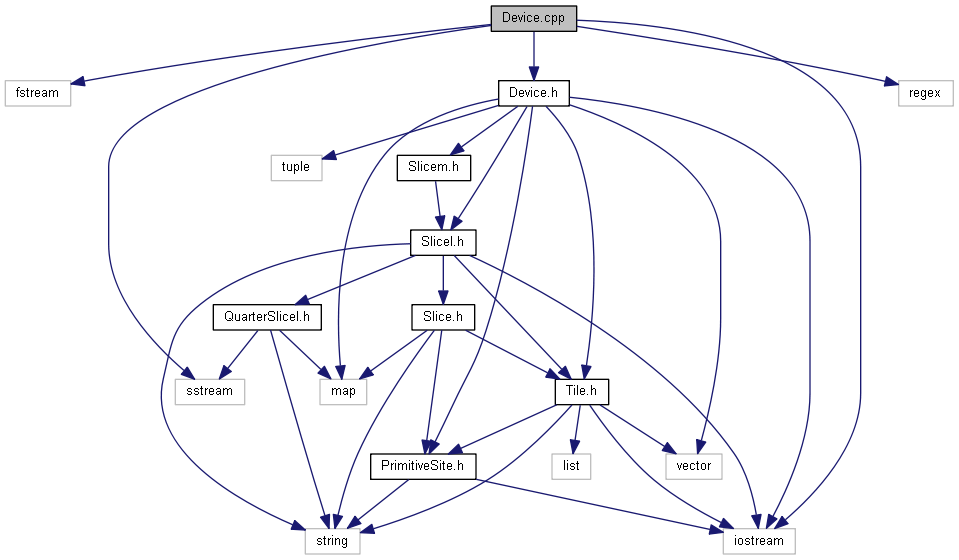 Device.cpp
fstream
Device.h
regex
tuple
Slicem.h
Slicel.h
QuarterSlicel.h
Slice.h
sstream
map
Tile.h
PrimitiveSite.h
list
vector
string
iostream